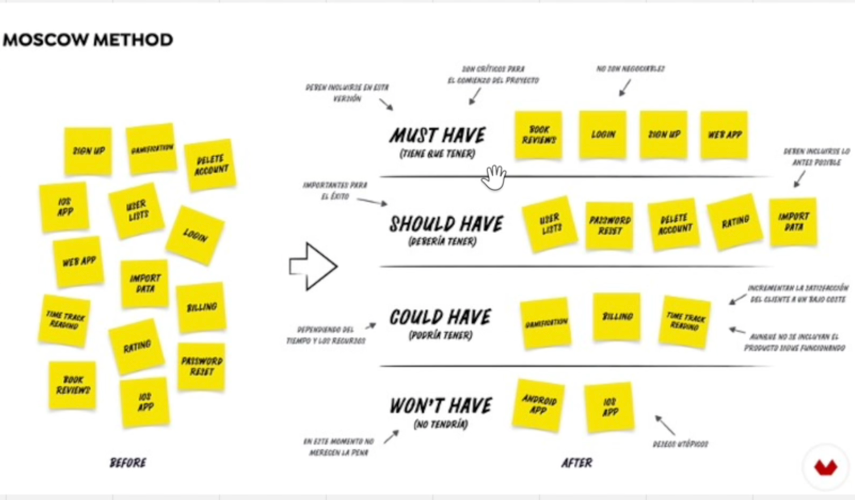 MOSCOW METHOD
SIGN UP
GAMIFICATION
DELETE
ACCOUNT
IOS
APP
USER
LISTS
LOGIN
WEB APP
IMPORT
DATA
TIME TRACK
READING
BILLING
RATING
PASSWORD
RESET
BOOK
REVIEWS
IOS
APP
BEFORE
DEBEN INCLUIRSE EN ESTA
VERSIÓN
SON CRÍTICOS PARA
EL COMIENZO DEL PROYECTO
NO SON NEGOCIABLES
MUST HAVE
(TIENE QUE TENER)
BOOK
REVIEWS
LOGIN
SIGN UP
WEB APP
DEBEN INCLUIRSE LO
ANTES POSIBLE
IMPORTANTES PARA
EL ÉXITO
SHOULD HAVE
(DEBERÍA TENER)
USER
LISTS
PASSWORD
RESET
DELETE
ACCOUNT
RATING
IMPORT
DATA
DEPENDIENDO DEL
TIEMPO Y LOS RECURSOS
COULD HAVE
(PODRÍA TENER)
GAMIFICATION
BILLING
TIME TRACK
READING
INCREMENTAN LA SATISFACCIÓN
DEL CLIENTE A UN BAJO COSTE
AUNQUE NO SE INCLUYAN EL
PRODUCTO SIGUE FUNCIONANDO
WON'T HAVE
(NO TENDRÍA)
ANDROID
APP
IOS
APP
EN ESTE MOMENTO NO
MERECEN LA PENA
DESEOS UTÓPICOS
AFTER